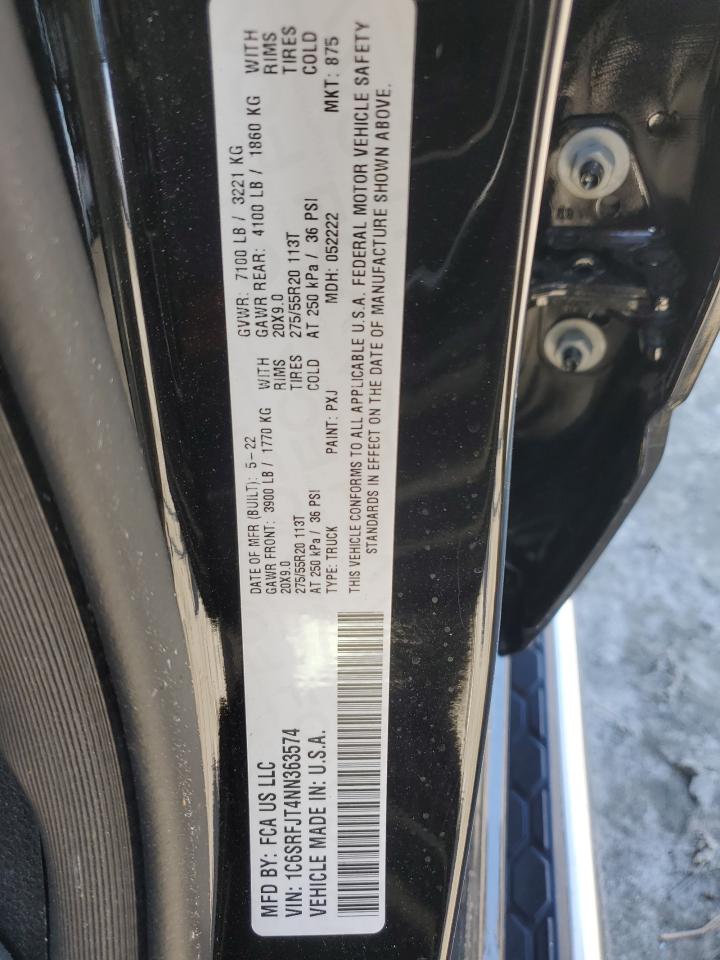 MFD BY: FCA US LLC
VIN: 1C6SRFJT4NN363574
VEHICLE MADE IN: U.S.A.
DATE OF MFR (BUILT): 5-22
GAWR FRONT: 3900 LB / 1770 KG WITH
20X9.0 RIMS
275/55R20 113T TIRES
AT 250 kPa / 36 PSI COLD
TYPE: TRUCK PAINT: PXJ
GVWR: 7100 LB / 3221 KG
GAWR REAR: 4100 LB / 1860 KG WITH
20X9.0 RIMS
275/55R20 113T TIRES
AT 250 kPa / 36 PSI COLD
MDH: 052222 MKT: 875
THIS VEHICLE CONFORMS TO ALL APPLICABLE U.S.A. FEDERAL MOTOR VEHICLE SAFETY
STANDARDS IN EFFECT ON THE DATE OF MANUFACTURE SHOWN ABOVE.